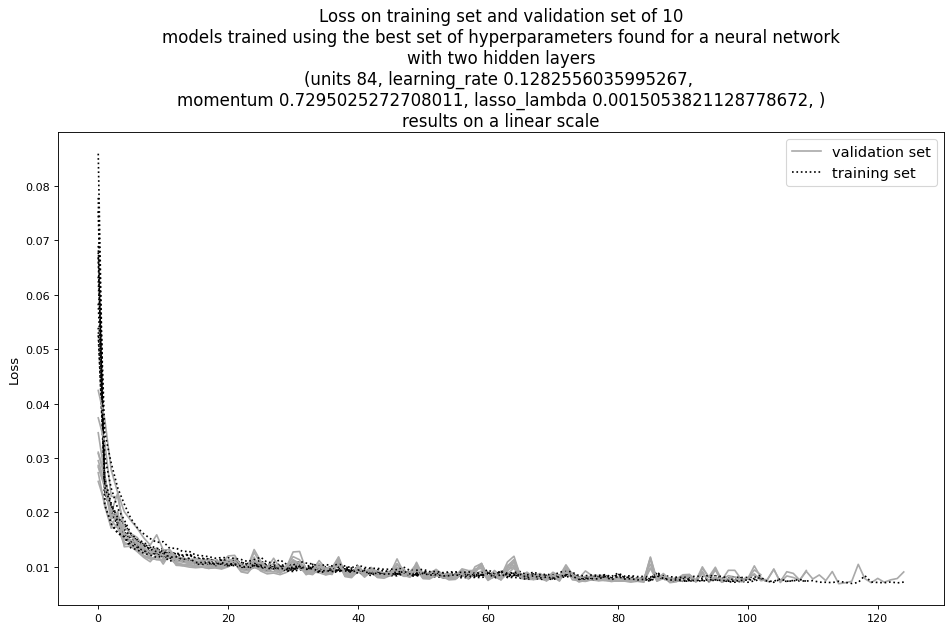 Loss on training set and validation set of 10
models trained using the best set of hyperparameters found for a neural network
with two hidden layers
(units 84, learning_rate 0.1282556035995267,
momentum 0.7295025272708011, lasso_lambda 0.0015053821128778672, )
results on a linear scale
validation set
training set
0.08
0.07
0.06
0.05
0.04
0.03
0.02
0.01
Loss
0 20 40 60 80 100 120